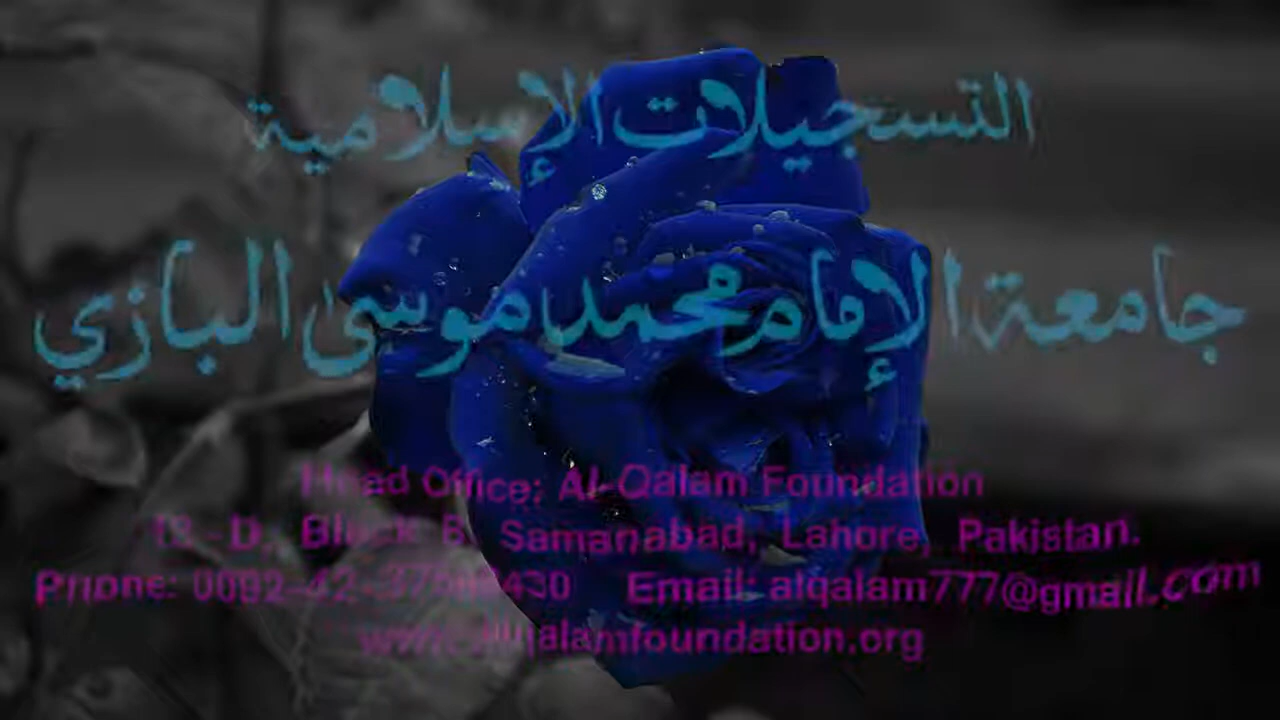 التسجيلات الإسلامية
جامعة الإمام محمد موسى البازي
Head Office: Al-Qalam Foundation
Block B, Samanabad, Lahore, Pakistan.
Phone: Email: alqalam777@gmail.com